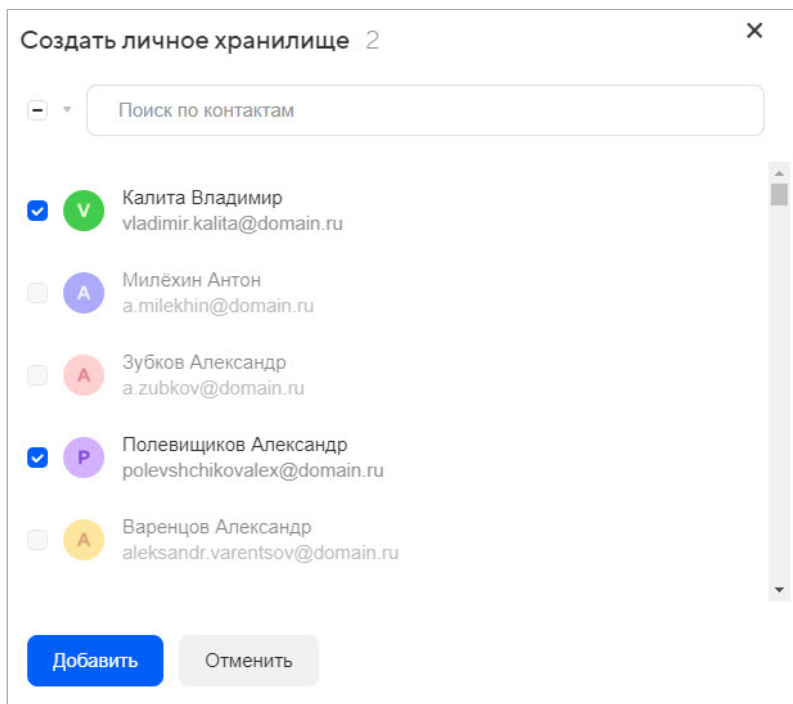 Создать личное хранилище 2
Поиск по контактам
V
Калита Владимир
vladimir.kalita@domain.ru
A
Милёхин Антон
a.milekhin@domain.ru
A
Зубков Александр
a.zubkov@domain.ru
P
Полевищиков Александр
polevshchikovalex@domain.ru
A
Варенцов Александр
aleksandr.varentsov@domain.ru
Добавить Отменить